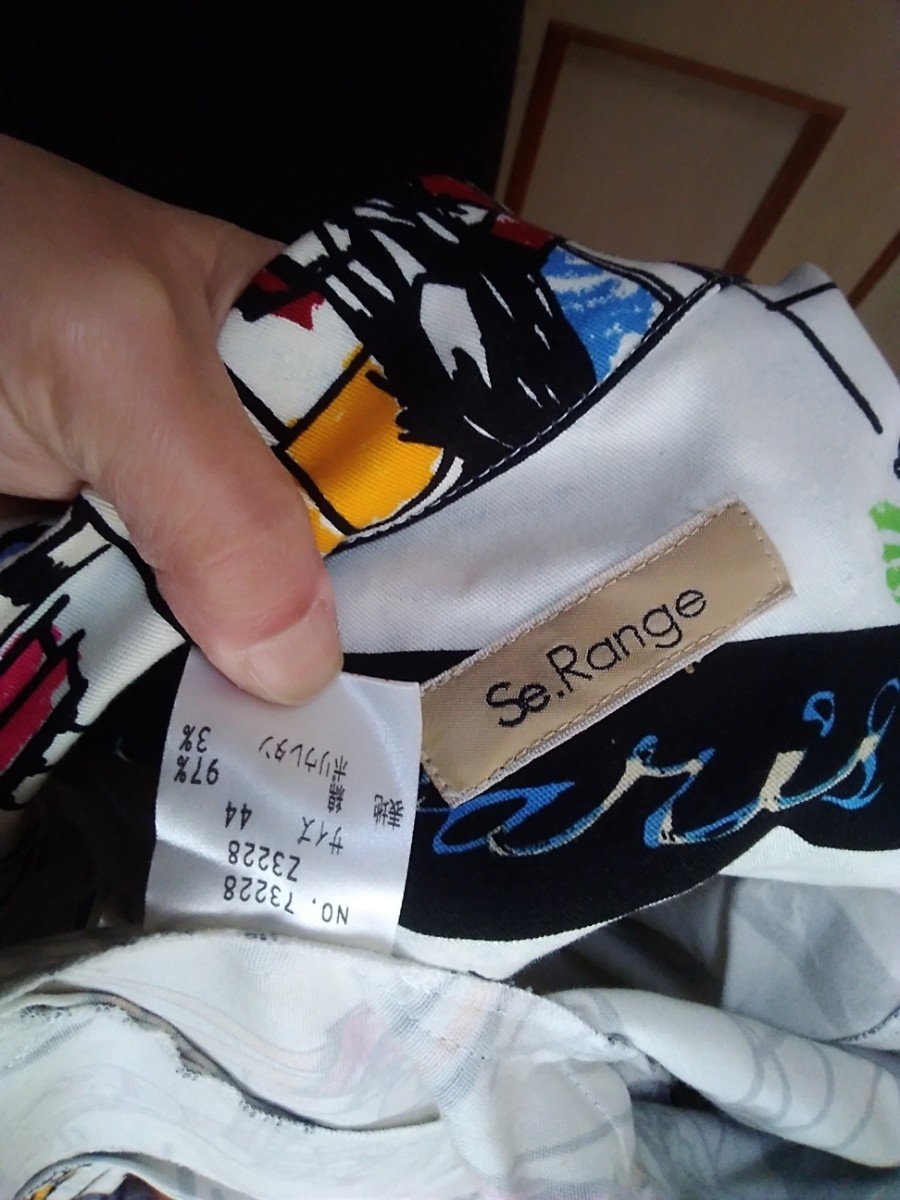 Se.Range
aris
NO. 73228
Z3228
サイズ 44
表地
綿 97%
ポリウレタン 3%